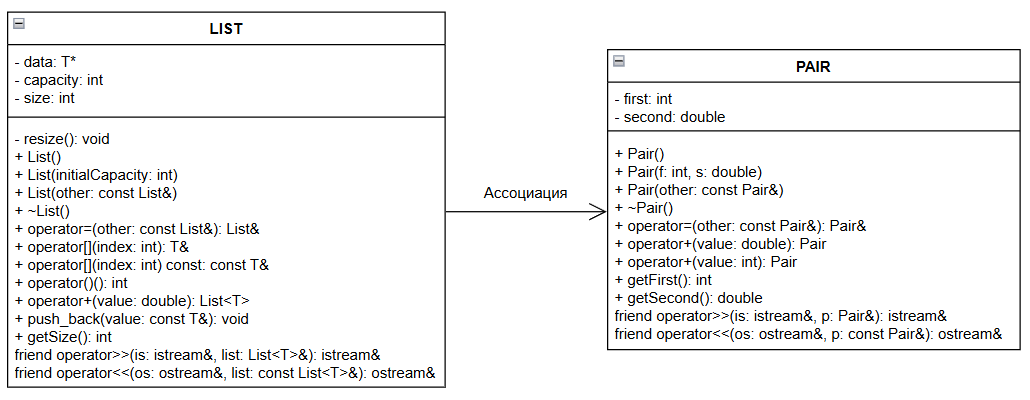 LIST
- data: T*
- capacity: int
- size: int
- resize(): void
+ List()
+ List(initialCapacity: int)
+ List(other: const List&)
+ ~List()
+ operator=(other: const List&): List&
+ operator[](index: int): T&
+ operator[](index: int) const: const T&
+ operator()(): int
+ operator+(value: double): List<T>
+ push_back(value: const T&): void
+ getSize(): int
friend operator>>(is: istream&, list: List<T>&): istream&
friend operator<<(os: ostream&, list: const List<T>&): ostream&
Ассоциация
PAIR
- first: int
- second: double
+ Pair()
+ Pair(f: int, s: double)
+ Pair(other: const Pair&)
+ ~Pair()
+ operator=(other: const Pair&): Pair&
+ operator+(value: double): Pair
+ operator+(value: int): Pair
+ getFirst(): int
+ getSecond(): double
friend operator>>(is: istream&, p: Pair&): istream&
friend operator<<(os: ostream&, p: const Pair&): ostream&